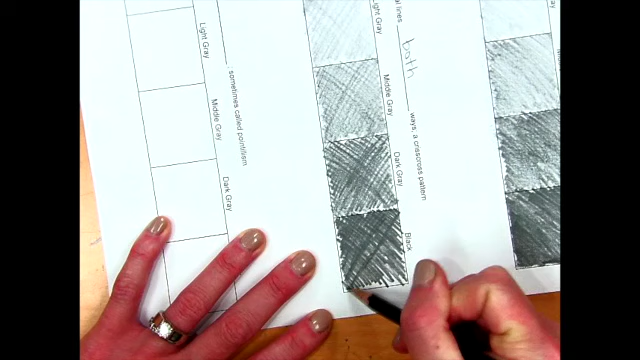 Light Gray
Middle Gray
Dark Gray
; sometimes called pointilism
Light Gray
Middle Gray
Dark Gray
Black
lines both ways; a crisscross pattern